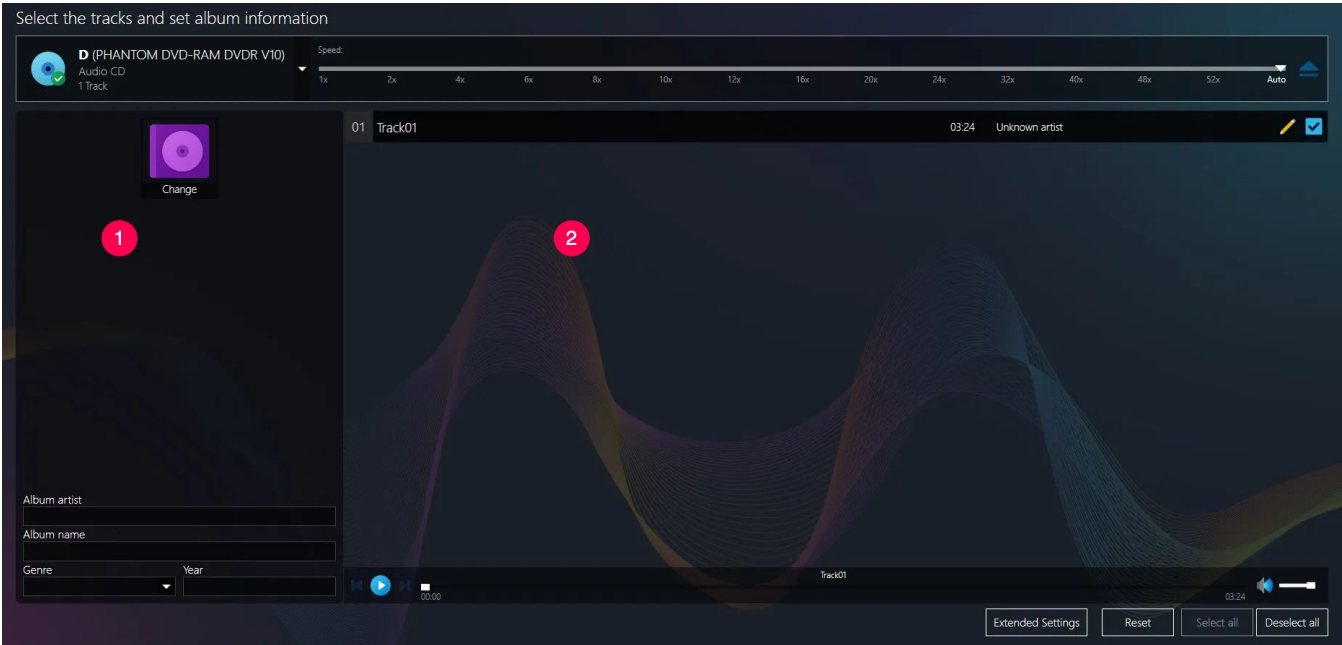 Select the tracks and set album information
D (PHANTOM DVD-RAM DVDR V10)
Audio CD
1 Track
Speed:
1x 2x 4x 6x 8x 10x 12x 16x 20x 24x 32x 40x 48x 52x Auto
Change
01 Track01 03:24 Unknown artist
1
2
Album artist
Album name
Genre Year
Track01
00:00 03:24
Extended Settings Reset Select all Deselect all